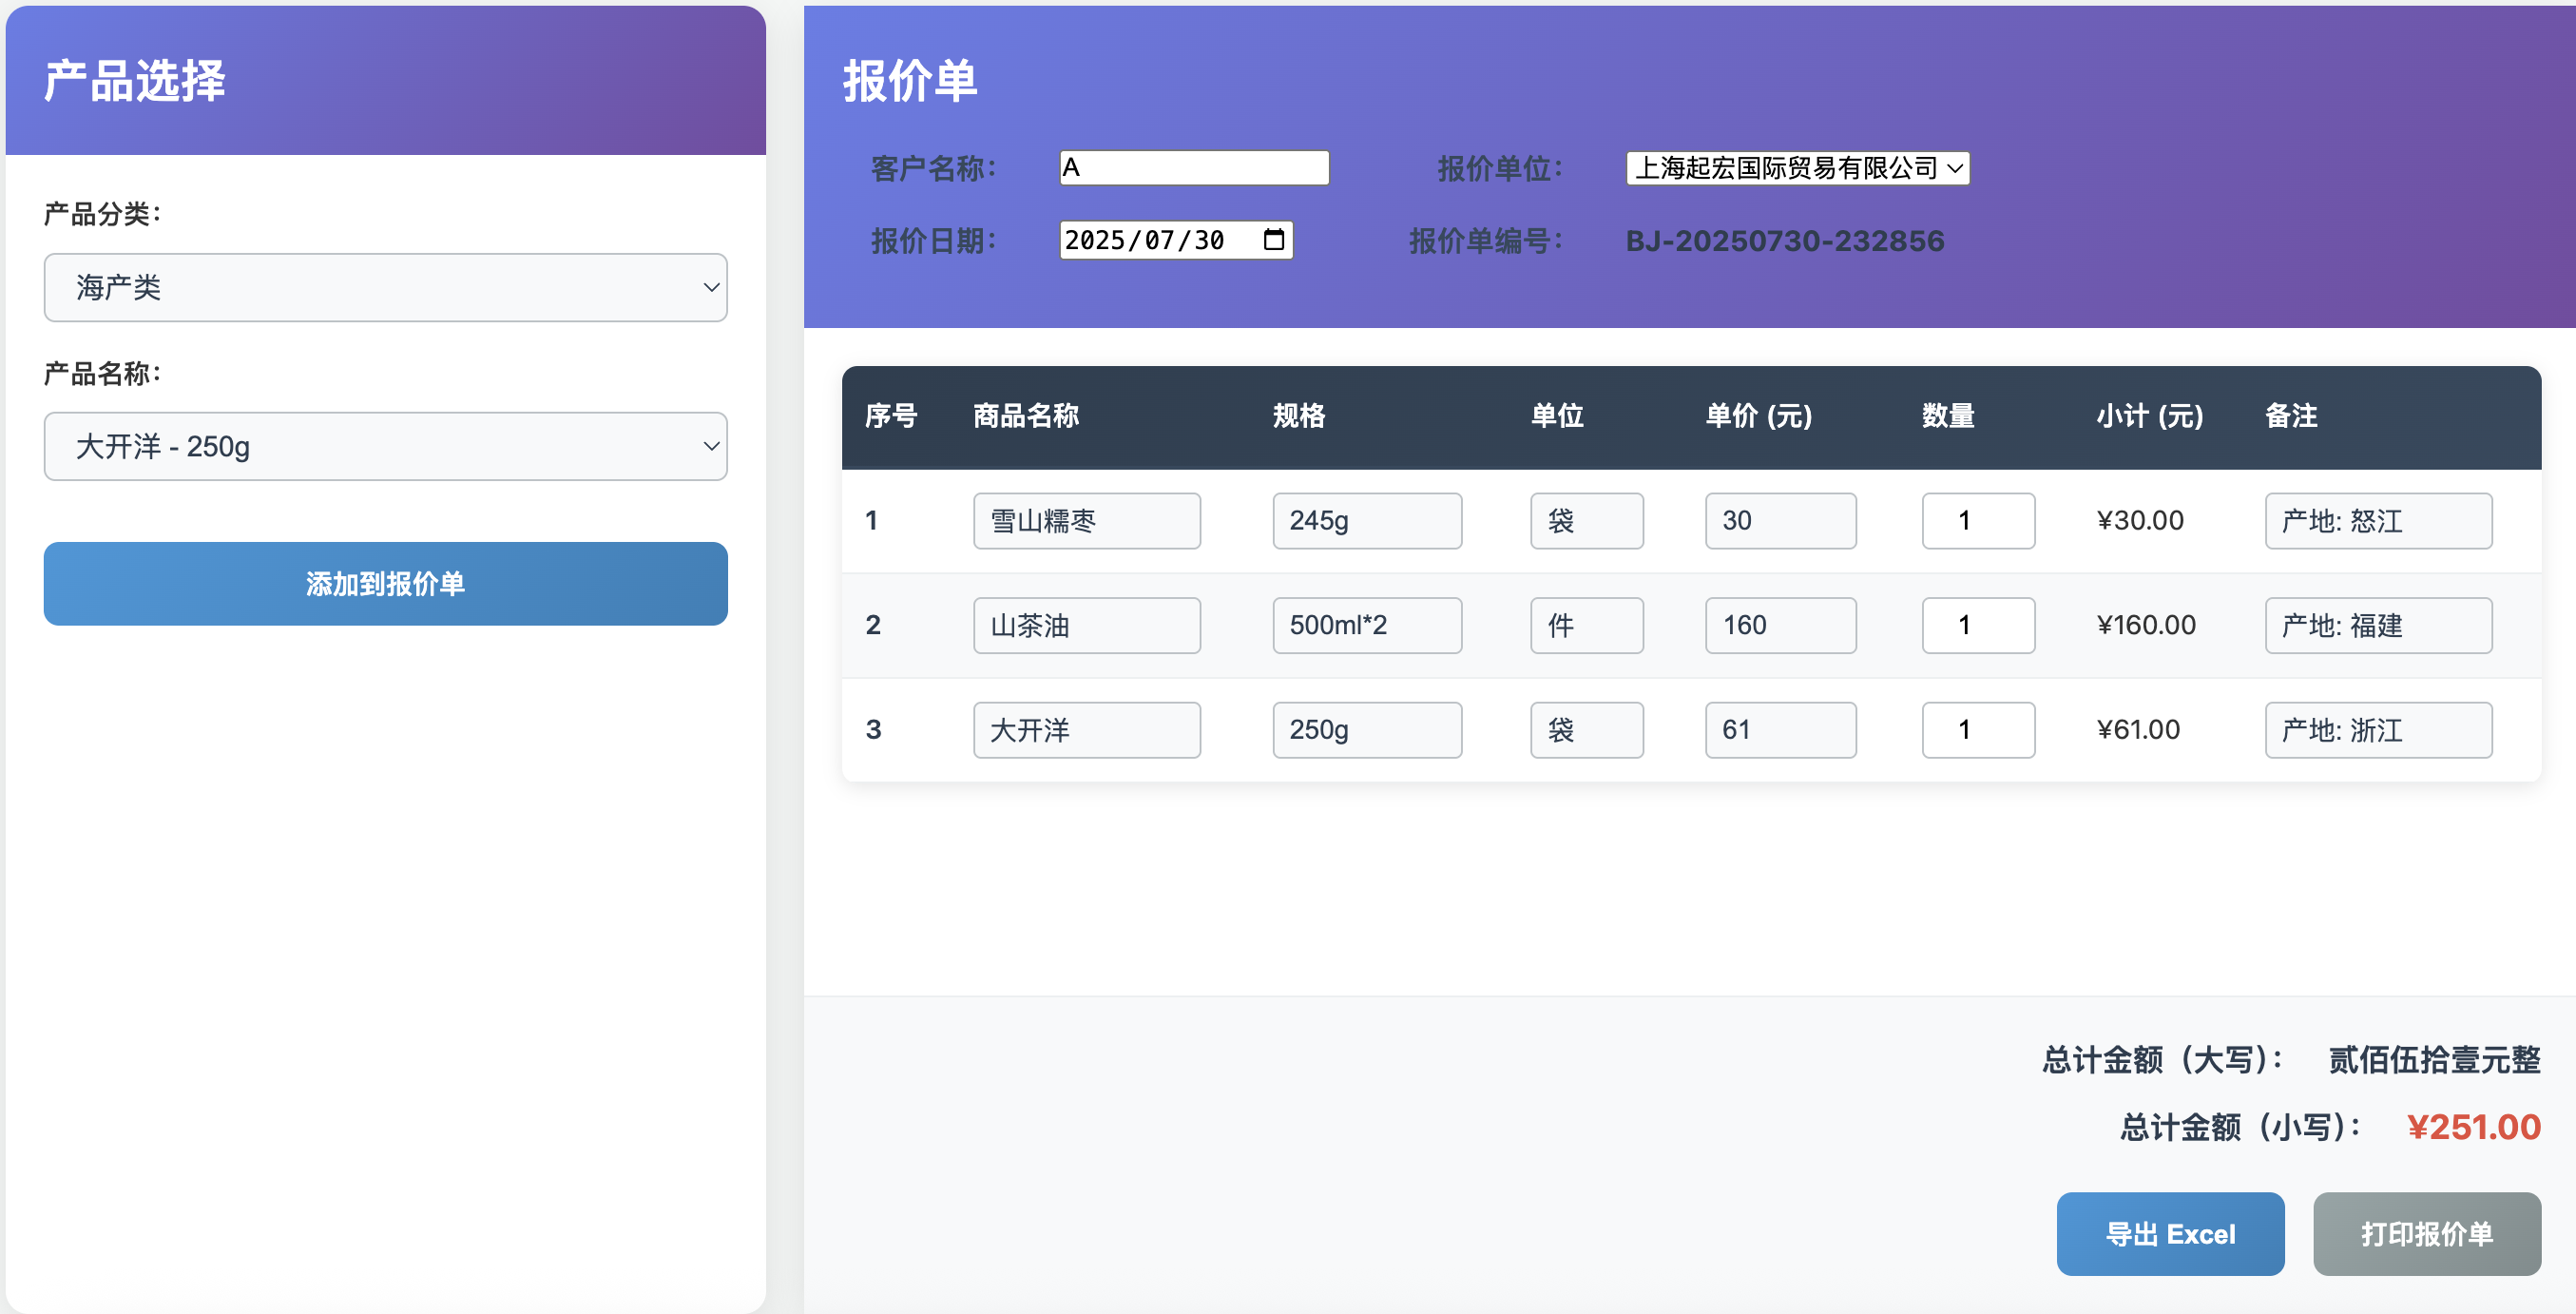 产品选择
产品分类：
海产类
产品名称：
大开洋 - 250g
添加到报价单
报价单
客户名称： A 报价单位： 上海起宏国际贸易有限公司
报价日期： 2025/07/30 报价单编号： BJ-20250730-232856
序号 商品名称 规格 单位 单价 (元) 数量 小计 (元) 备注
1 雪山糯枣 245g 袋 30 1 ¥30.00 产地: 怒江
2 山茶油 500ml*2 件 160 1 ¥160.00 产地: 福建
3 大开洋 250g 袋 61 1 ¥61.00 产地: 浙江
总计金额（大写）： 贰佰伍拾壹元整
总计金额（小写）： ¥251.00
导出 Excel 打印报价单